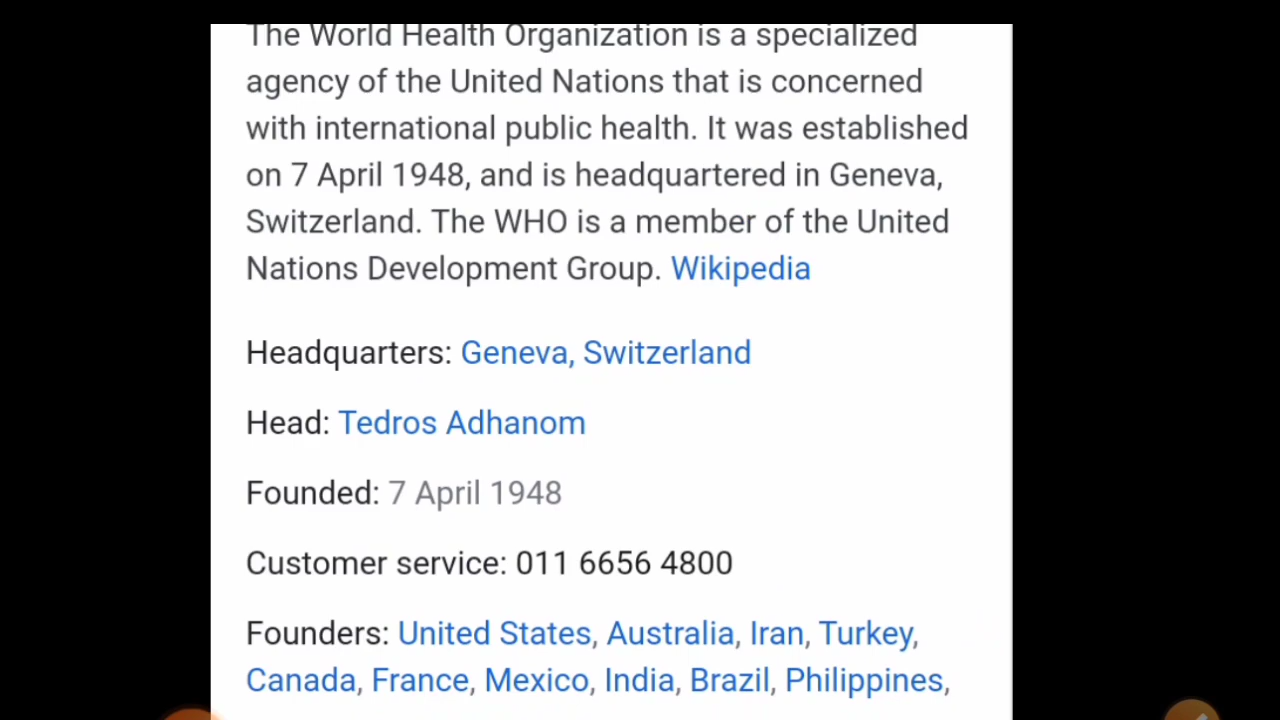 The World Health Organization is a specialized
agency of the United Nations that is concerned
with international public health. It was established
on 7 April 1948, and is headquartered in Geneva,
Switzerland. The WHO is a member of the United
Nations Development Group. Wikipedia
Headquarters: Geneva, Switzerland
Head: Tedros Adhanom
Founded: 7 April 1948
Customer service: 011 6656 4800
Founders: United States, Australia, Iran, Turkey,
Canada, France, Mexico, India, Brazil, Philippines,